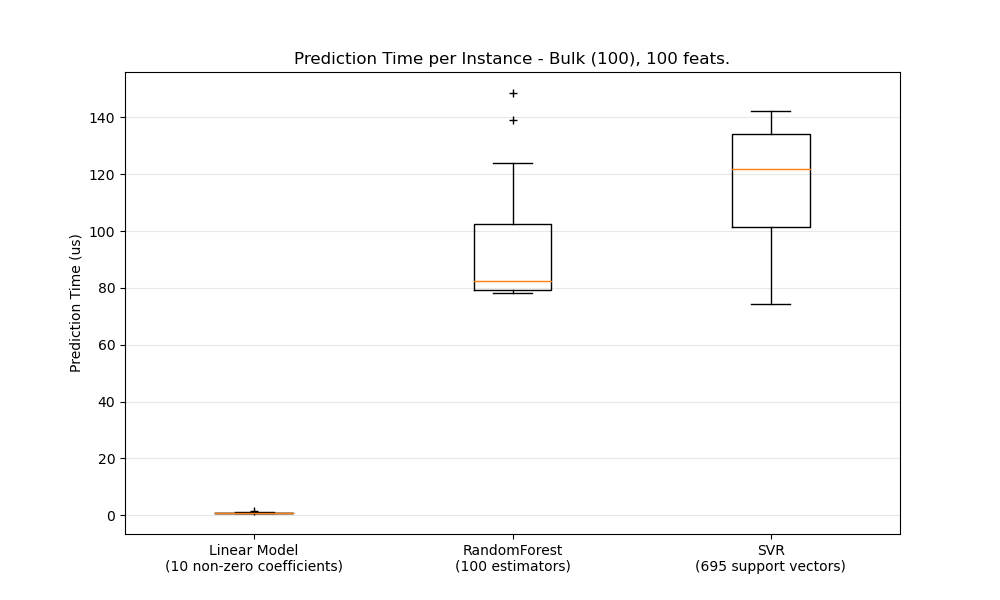 Prediction Time per Instance - Bulk (100), 100 feats.
Prediction Time (us)
140
120
100
80
60
40
20
0
Linear Model
(10 non-zero coefficients)
RandomForest
(100 estimators)
SVR
(695 support vectors)